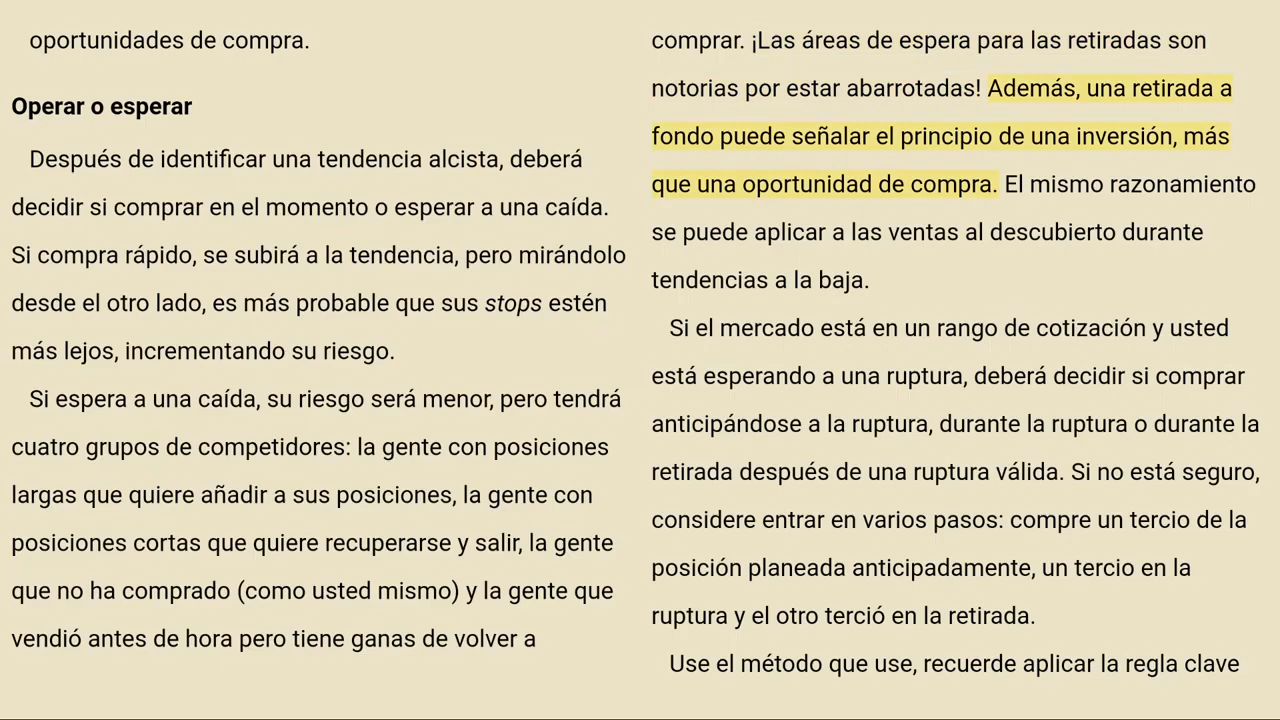 oportunidades de compra.
Operar o esperar
Después de identificar una tendencia alcista, deberá
decidir si comprar en el momento o esperar a una caída.
Si compra rápido, se subirá a la tendencia, pero mirándolo
desde el otro lado, es más probable que sus stops estén
más lejos, incrementando su riesgo.
Si espera a una caída, su riesgo será menor, pero tendrá
cuatro grupos de competidores: la gente con posiciones
largas que quiere añadir a sus posiciones, la gente con
posiciones cortas que quiere recuperarse y salir, la gente
que no ha comprado (como usted mismo) y la gente que
vendió antes de hora pero tiene ganas de volver a
comprar. ¡Las áreas de espera para las retiradas son
notorias por estar abarrotadas! Además, una retirada a
fondo puede señalar el principio de una inversión, más
que una oportunidad de compra. El mismo razonamiento
se puede aplicar a las ventas al descubierto durante
tendencias a la baja.
Si el mercado está en un rango de cotización y usted
está esperando a una ruptura, deberá decidir si comprar
anticipándose a la ruptura, durante la ruptura o durante la
retirada después de una ruptura válida. Si no está seguro,
considere entrar en varios pasos: compre un tercio de la
posición planeada anticipadamente, un tercio en la
ruptura y el otro terció en la retirada.
Use el método que use, recuerde aplicar la regla clave